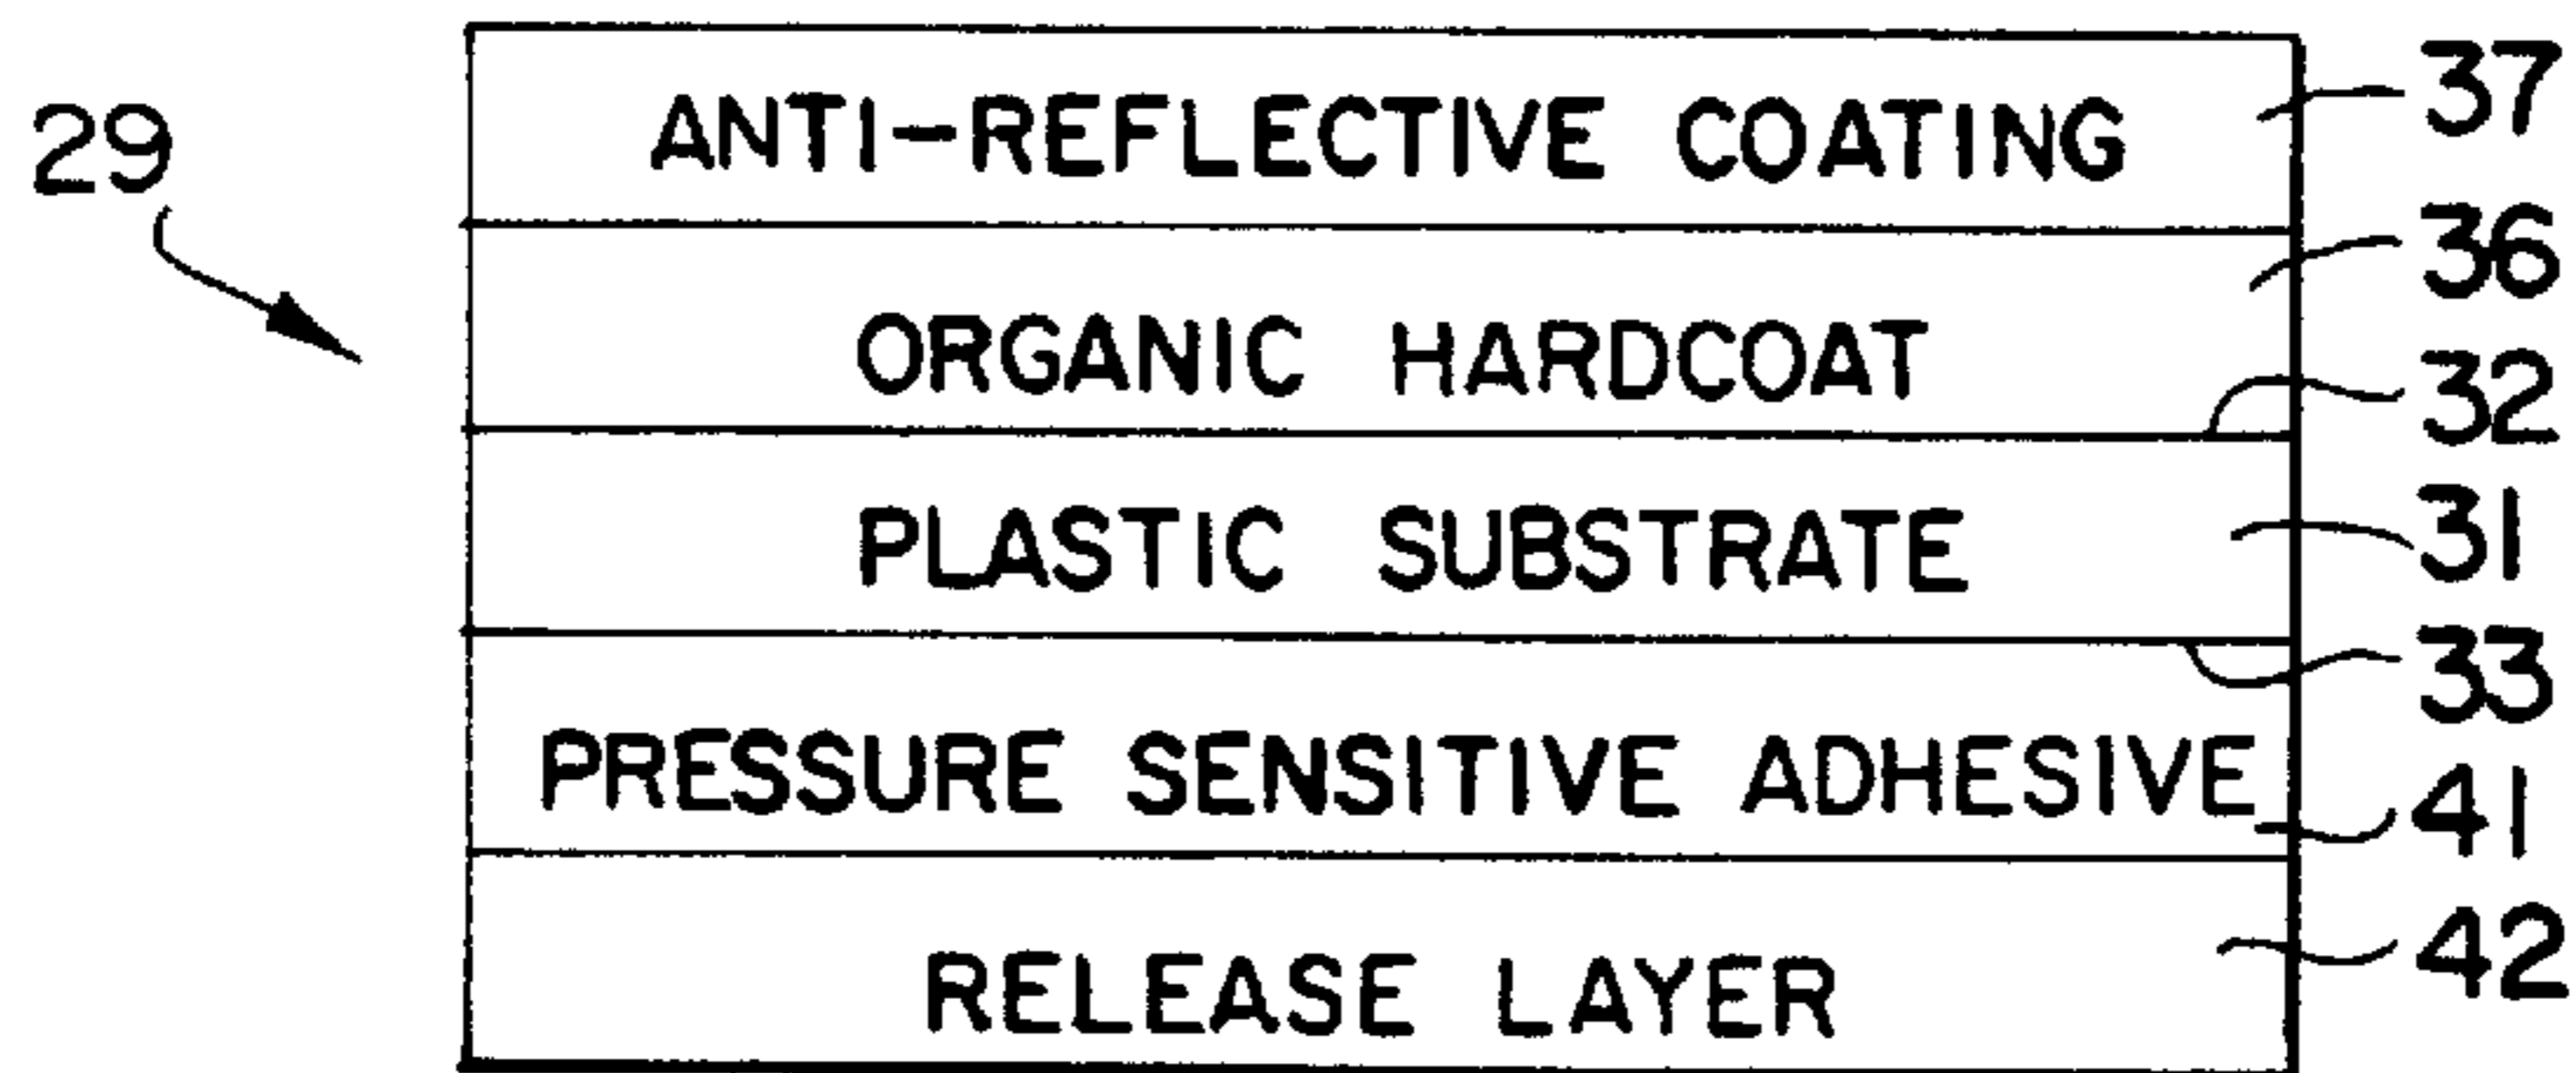 29
ANTI-REFLECTIVE COATING 37
36
ORGANIC HARDCOAT
32
PLASTIC SUBSTRATE 31
33
PRESSURE SENSITIVE ADHESIVE 41
RELEASE LAYER 42